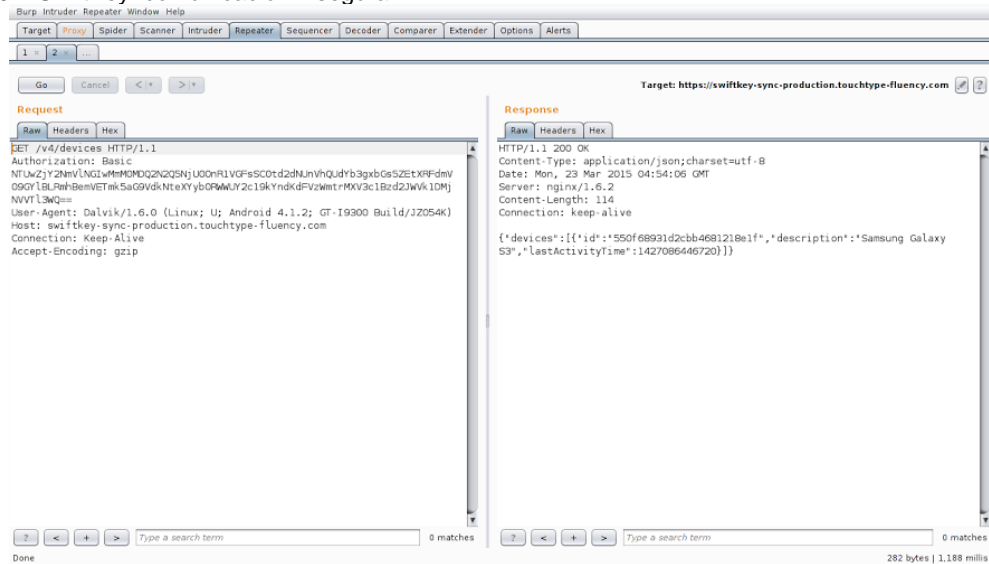 Burp Intruder Repeater Window Help
Target Proxy Spider Scanner Intruder Repeater Sequencer Decoder Comparer Extender Options Alerts
1 × 2 × ...
Go Cancel < > Target: https://swiftkey-sync-production.touchtype-fluency.com ?
Request
Raw Headers Hex
GET /v4/devices HTTP/1.1
Authorization: Basic
NVVTl3WQ==
User-Agent: Dalvik/1.6.0 (Linux; U; Android 4.1.2; GT-I9300 Build/JZO54K)
Host: swiftkey-sync-production.touchtype-fluency.com
Connection: Keep-Alive
Accept-Encoding: gzip
? < + > Type a search term 0 matches
Done
Response
Raw Headers Hex
HTTP/1.1 200 OK
Content-Type: application/json;charset=utf-8
Date: Mon, 23 Mar 2015 04:54:06 GMT
Server: nginx/1.6.2
Content-Length: 114
Connection: keep-alive
{"devices":[{"id":"550f68931d2cbb4681218e1f","description":"Samsung Galaxy
S3","lastActivityTime":1427086446720}]}
? < + > Type a search term 0 matches
282 bytes | 1,188 millis